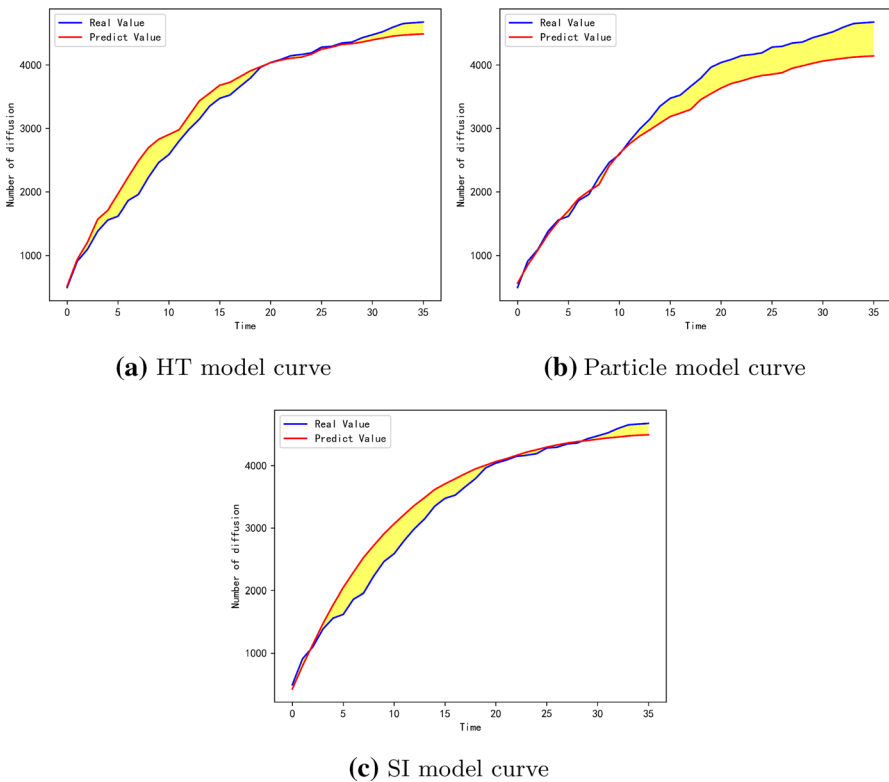 Real Value
Predict Value
4000
3000
2000
1000
Number of diffusion
0 5 10 15 20 25 30 35
Time
(a) HT model curve
Real Value
Predict Value
4000
3000
2000
1000
Number of diffusion
0 5 10 15 20 25 30 35
Time
(b) Particle model curve
Real Value
Predict Value
4000
3000
2000
1000
Number of diffusion
0 5 10 15 20 25 30 35
Time
(c) SI model curve